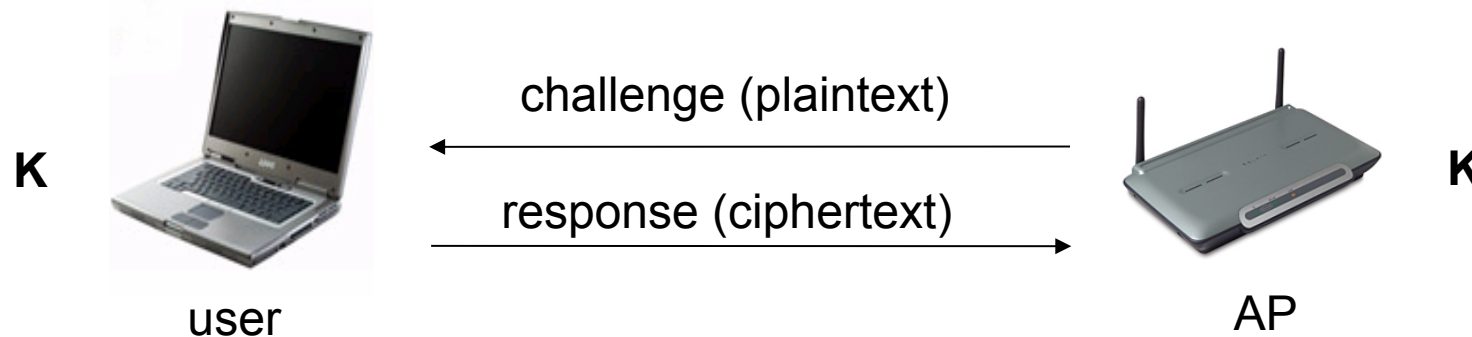 challenge (plaintext)
K
K
response (ciphertext)
user
AP